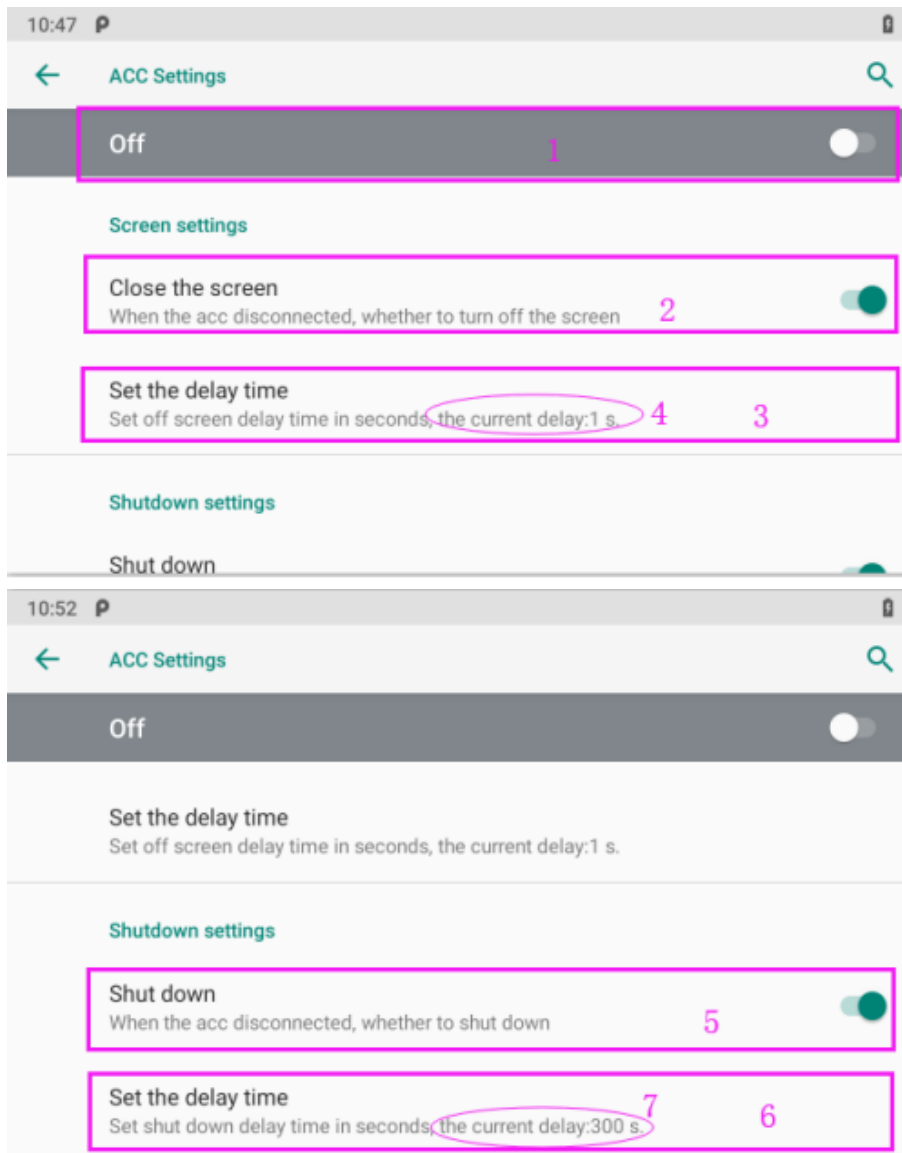 10:47
ACC Settings
Off
1
Screen settings
Close the screen
When the acc disconnected, whether to turn off the screen
2
Set the delay time
Set off screen delay time in seconds, the current delay:1 s.
4
3
Shutdown settings
Shut down
10:52
ACC Settings
Off
Set the delay time
Set off screen delay time in seconds, the current delay:1 s.
Shutdown settings
Shut down
When the acc disconnected, whether to shut down
5
Set the delay time
Set shut down delay time in seconds, the current delay:300 s.
7
6